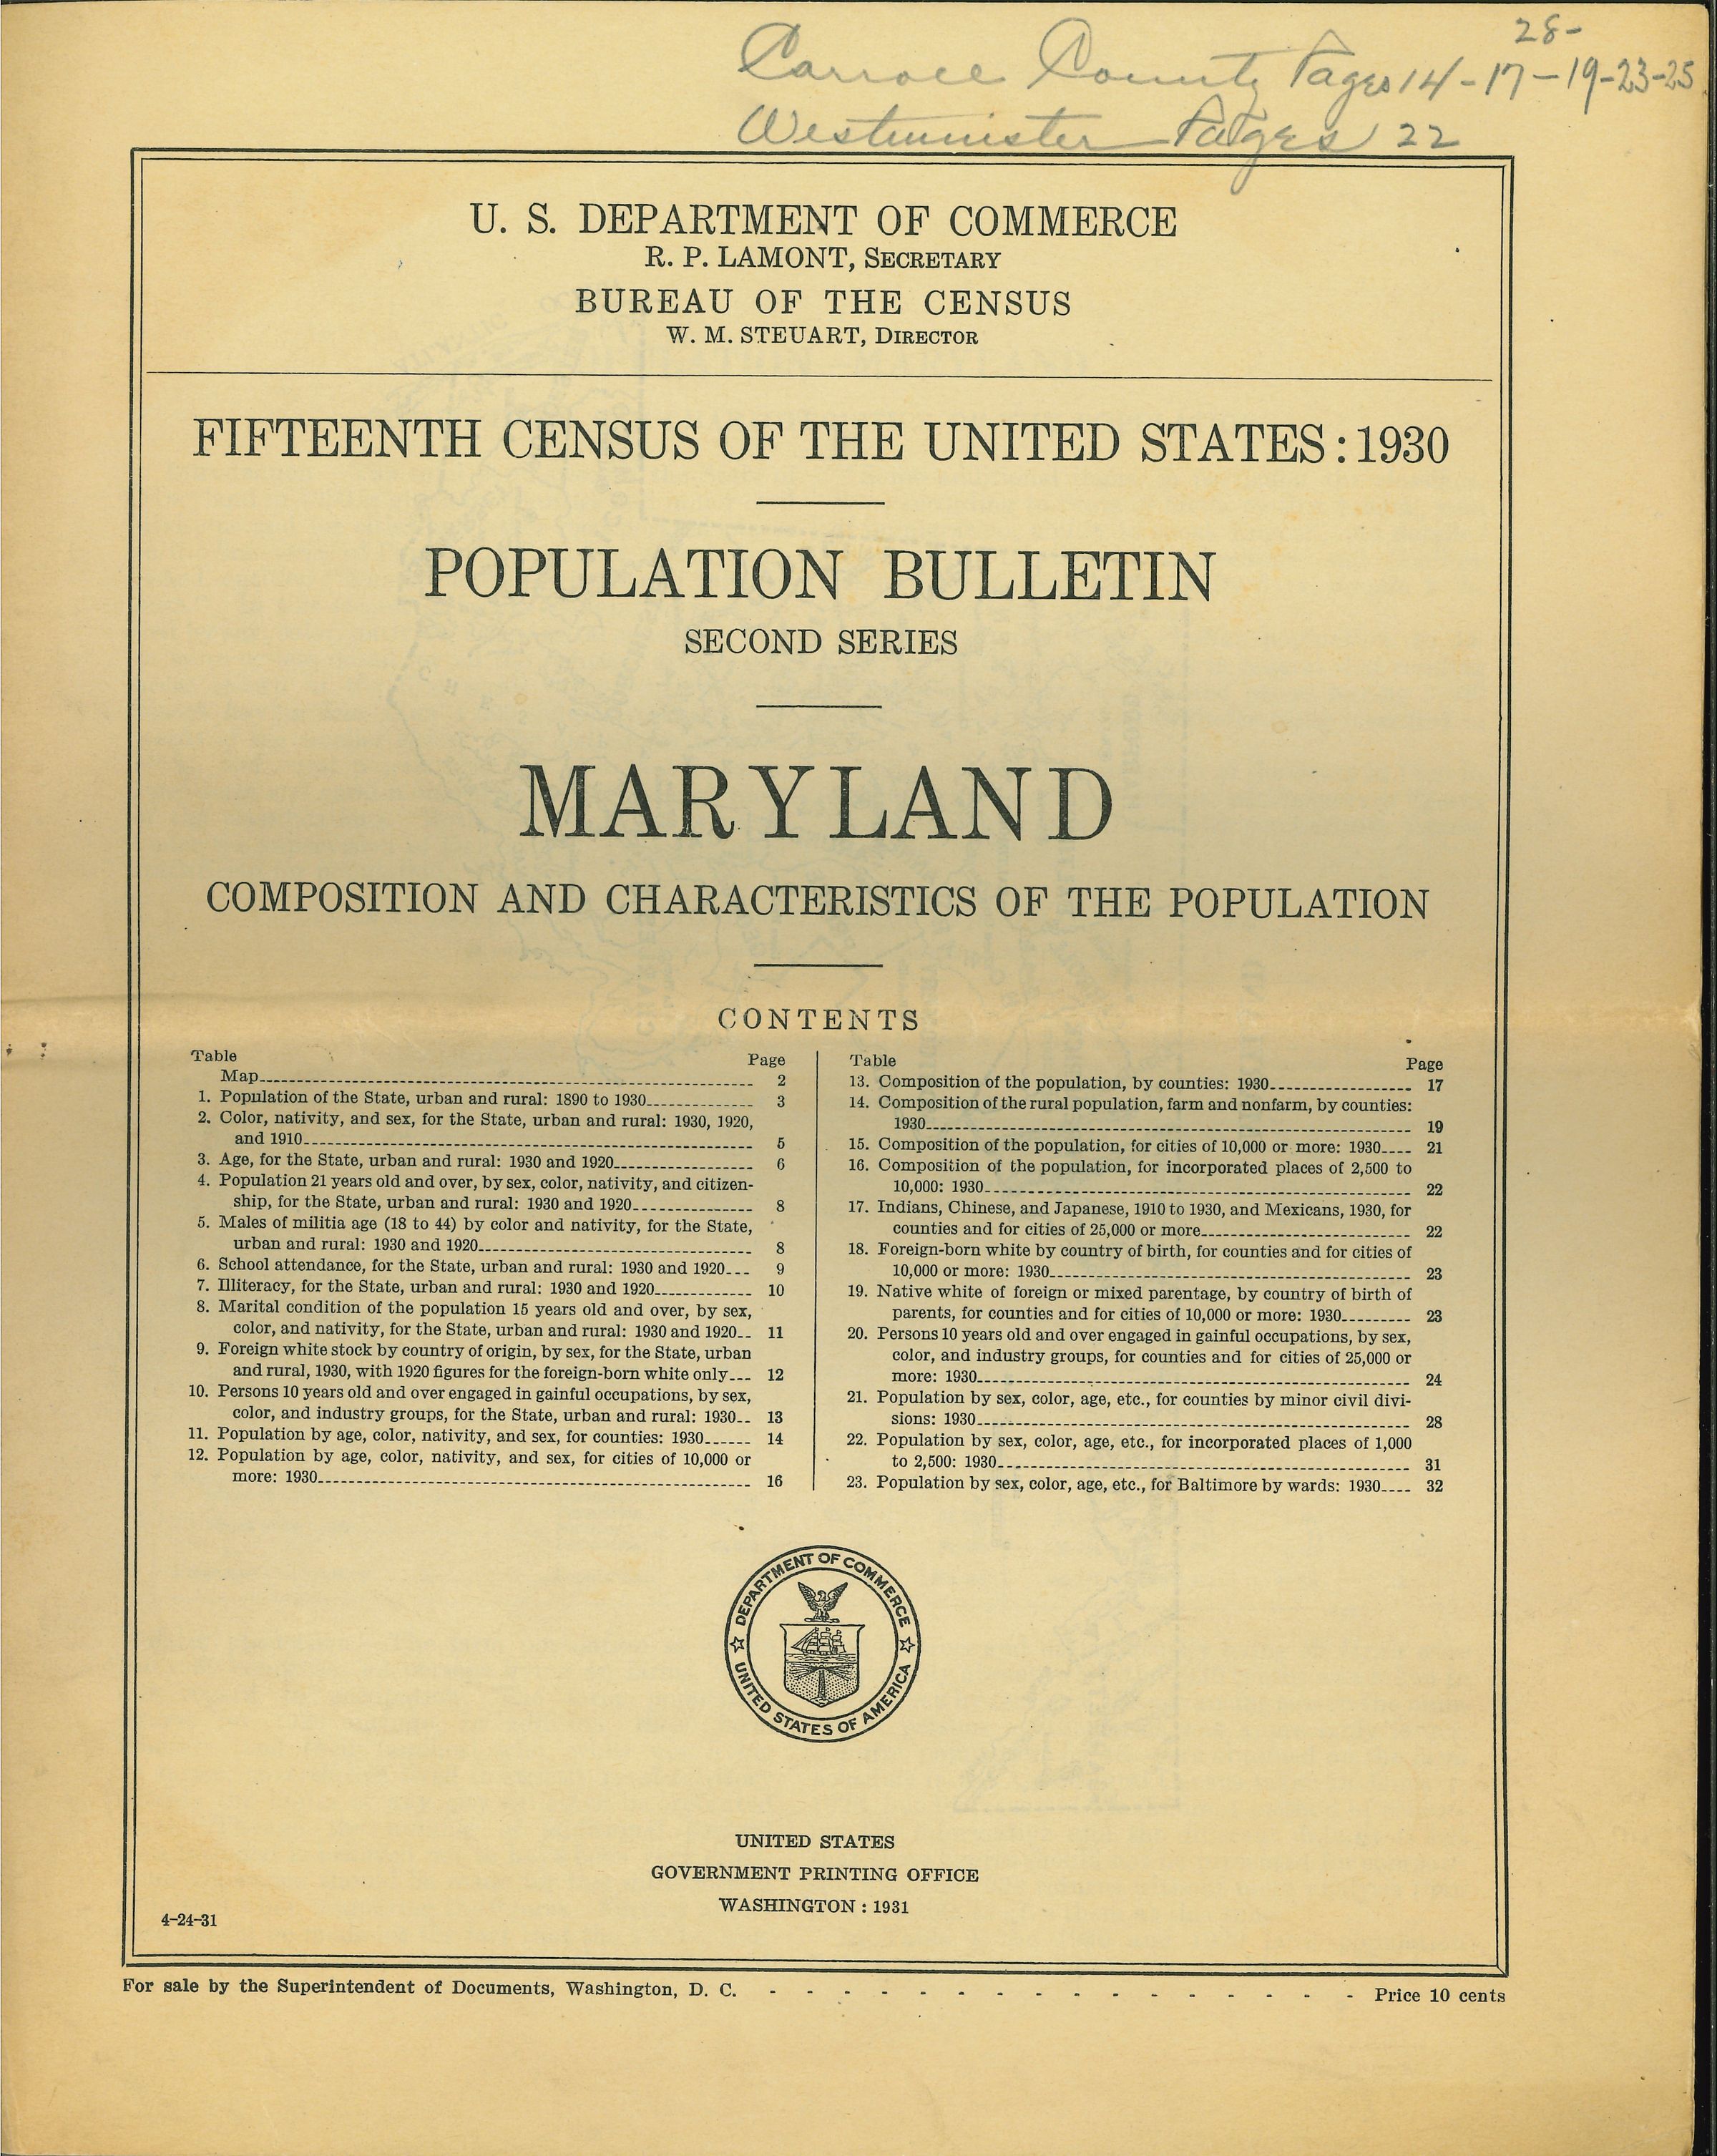 28-
Carroll County Pages 14-17-19-23-25
Westminister Pages 22
U. S. DEPARTMENT OF COMMERCE
R. P. LAMONT, SECRETARY
BUREAU OF THE CENSUS
W. M. STEUART, DIRECTOR
FIFTEENTH CENSUS OF THE UNITED STATES: 1930
POPULATION BULLETIN
SECOND SERIES
MARYLAND
COMPOSITION AND CHARACTERISTICS OF THE POPULATION
CONTENTS
Table Page
Map 2
1. Population of the State, urban and rural: 1890 to 1930 3
2. Color, nativity, and sex, for the State, urban and rural: 1930, 1920,
and 1910 5
3. Age, for the State, urban and rural: 1930 and 1920 6
4. Population 21 years old and over, by sex, color, nativity, and citizen-
ship, for the State, urban and rural: 1930 and 1920 8
5. Males of militia age (18 to 44) by color and nativity, for the State,
urban and rural: 1930 and 1920 8
6. School attendance, for the State, urban and rural: 1930 and 1920 9
7. Illiteracy, for the State, urban and rural: 1930 and 1920 10
8. Marital condition of the population 15 years old and over, by sex,
color, and nativity, for the State, urban and rural: 1930 and 1920 11
9. Foreign white stock by country of origin, by sex, for the State, urban
and rural, 1930, with 1920 figures for the foreign-born white only 12
10. Persons 10 years old and over engaged in gainful occupations, by sex,
color, and industry groups, for the State, urban and rural: 1930 13
11. Population by age, color, nativity, and sex, for counties: 1930 14
12. Population by age, color, nativity, and sex, for cities of 10,000 or
more: 1930 16
Table Page
13. Composition of the population, by counties: 1930 17
14. Composition of the rural population, farm and nonfarm, by counties:
1930 19
15. Composition of the population, for cities of 10,000 or more: 1930 21
16. Composition of the population, for incorporated places of 2,500 to
10,000: 1930 22
17. Indians, Chinese, and Japanese, 1910 to 1930, and Mexicans, 1930, for
counties and for cities of 25,000 or more 22
18. Foreign-born white by country of birth, for counties and for cities of
10,000 or more: 1930 23
19. Native white of foreign or mixed parentage, by country of birth of
parents, for counties and for cities of 10,000 or more: 1930 23
20. Persons 10 years old and over engaged in gainful occupations, by sex,
color, and industry groups, for counties and for cities of 25,000 or
more: 1930 24
21. Population by sex, color, age, etc., for counties by minor civil divi-
sions: 1930 28
22. Population by sex, color, age, etc., for incorporated places of 1,000
to 2,500: 1930 31
23. Population by sex, color, age, etc., for Baltimore by wards: 1930 32
DEPARTMENT OF COMMERCE
UNITED STATES OF AMERICA
UNITED STATES
GOVERNMENT PRINTING OFFICE
WASHINGTON : 1931
4-24-31
For sale by the Superintendent of Documents, Washington, D. C. - - - - - - - - - - - - - - - - Price 10 cents